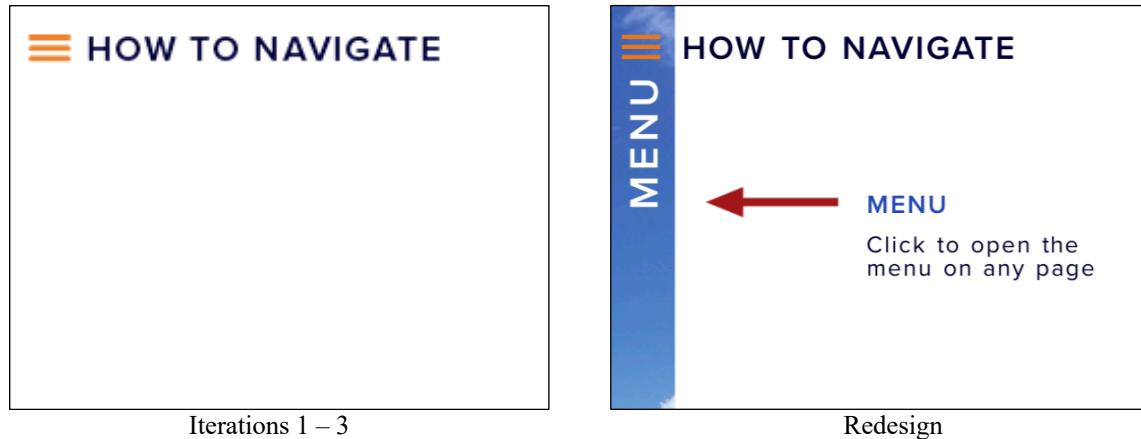 HOW TO NAVIGATE
Iterations 1 – 3
HOW TO NAVIGATE
MENU
MENU
Click to open the
menu on any page
Redesign